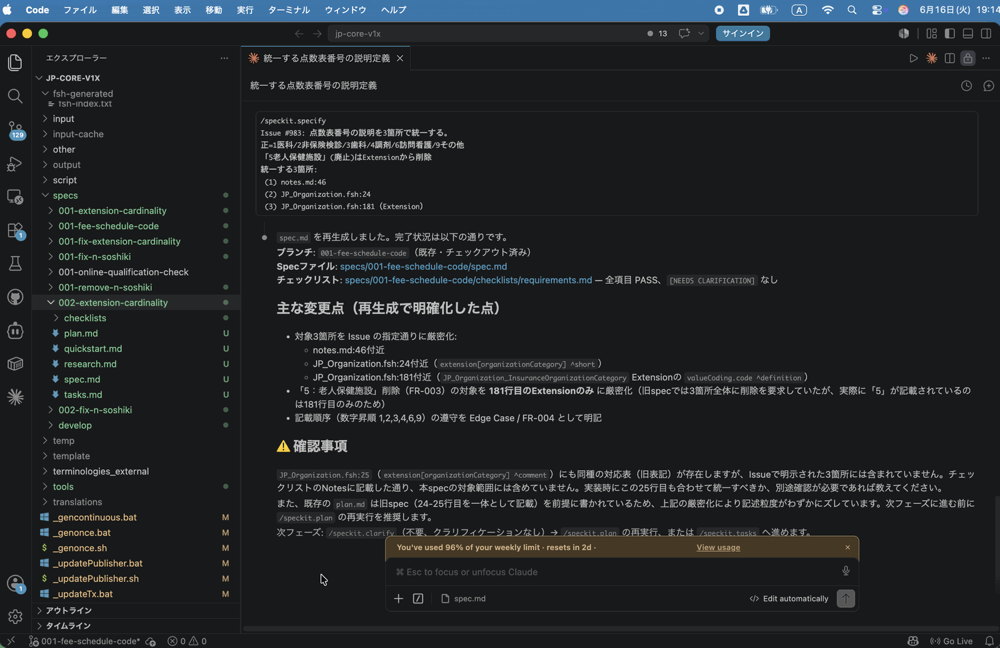 Code ファイル 編集 選択 表示 移動 実行 ターミナル ウィンドウ ヘルプ A 6月16日(火) 19:14
jp-core-v1x 13 サインイン
エクスプローラー
JP-CORE-V1X
fsh-generated
fsh-index.txt
input
input-cache
other
output
script
specs
001-extension-cardinality
001-fee-schedule-code
001-fix-extension-cardinality
001-fix-n-soshiki
001-online-qualification-check
001-remove-n-soshiki
002-extension-cardinality
checklists
plan.md U
quickstart.md U
research.md U
spec.md U
tasks.md U
002-fix-n-soshiki
develop
temp
template
terminologies_external
tools
translations
_gencontinuous.bat M
_genonce.bat M
$ _genonce.sh M
_updatePublisher.bat M
$ _updatePublisher.sh M
_updateTx.bat M
アウトライン
タイムライン
129
1
1
統一する点数表番号の説明定義
統一する点数表番号の説明定義
/speckit.specify
Issue #983: 点数表番号の説明を3箇所で統一する。
正=1医科/2非保険検診/3歯科/4調剤/6訪問看護/9その他
「5老人保健施設」(廃止)はExtensionから削除
統一する3箇所:
(1) notes.md:46
(2) JP_Organization.fsh:24
(3) JP_Organization.fsh:181 (Extension)
spec.md を再生成しました。完了状況は以下の通りです。
ブランチ: 001-fee-schedule-code（既存・チェックアウト済み）
Specファイル: specs/001-fee-schedule-code/spec.md
チェックリスト: specs/001-fee-schedule-code/checklists/requirements.md — 全項目 PASS、[NEEDS CLARIFICATION] なし
主な変更点（再生成で明確化した点）
• 対象3箇所を Issue の指定通りに厳密化:
◦ notes.md:46付近
◦ JP_Organization.fsh:24付近（extension[organizationCategory] ^short）
◦ JP_Organization.fsh:181付近（JP_Organization_InsuranceOrganizationCategory Extensionの valueCoding.code ^definition）
• 「5：老人保健施設」削除（FR-003）の対象を 181行目のExtensionのみ に厳密化（旧specでは3箇所全体に削除を要求していたが、実際に「5」が記載されているの
は181行目のみのため）
• 記載順序（数字昇順 1,2,3,4,6,9）の遵守を Edge Case / FR-004 として明記
⚠️ 確認事項
JP_Organization.fsh:25（extension[organizationCategory] ^comment）にも同種の対応表（旧表記）が存在しますが、Issueで明示された3箇所には含まれていません。チェッ
クリストのNotesに記載した通り、本specの対象範囲には含めていません。実装時にこの25行目も合わせて統一すべきか、別途確認が必要であれば教えてください。
また、既存の plan.md は旧spec（24-25行目を一体として記載）を前提に書かれているため、上記の厳密化により記述粒度がわずかにズレています。次フェーズに進む前に
/speckit.plan の再実行を推奨します。
次フェーズ: /speckit.clarify（不要、クラリフィケーションなし）→ /speckit.plan の再実行、または /speckit.tasks へ進めます。
You've used 96% of your weekly limit · resets in 2d · View usage
⌘ Esc to focus or unfocus Claude
spec.md Edit automatically
001-fee-schedule-code* 0 0 Go Live